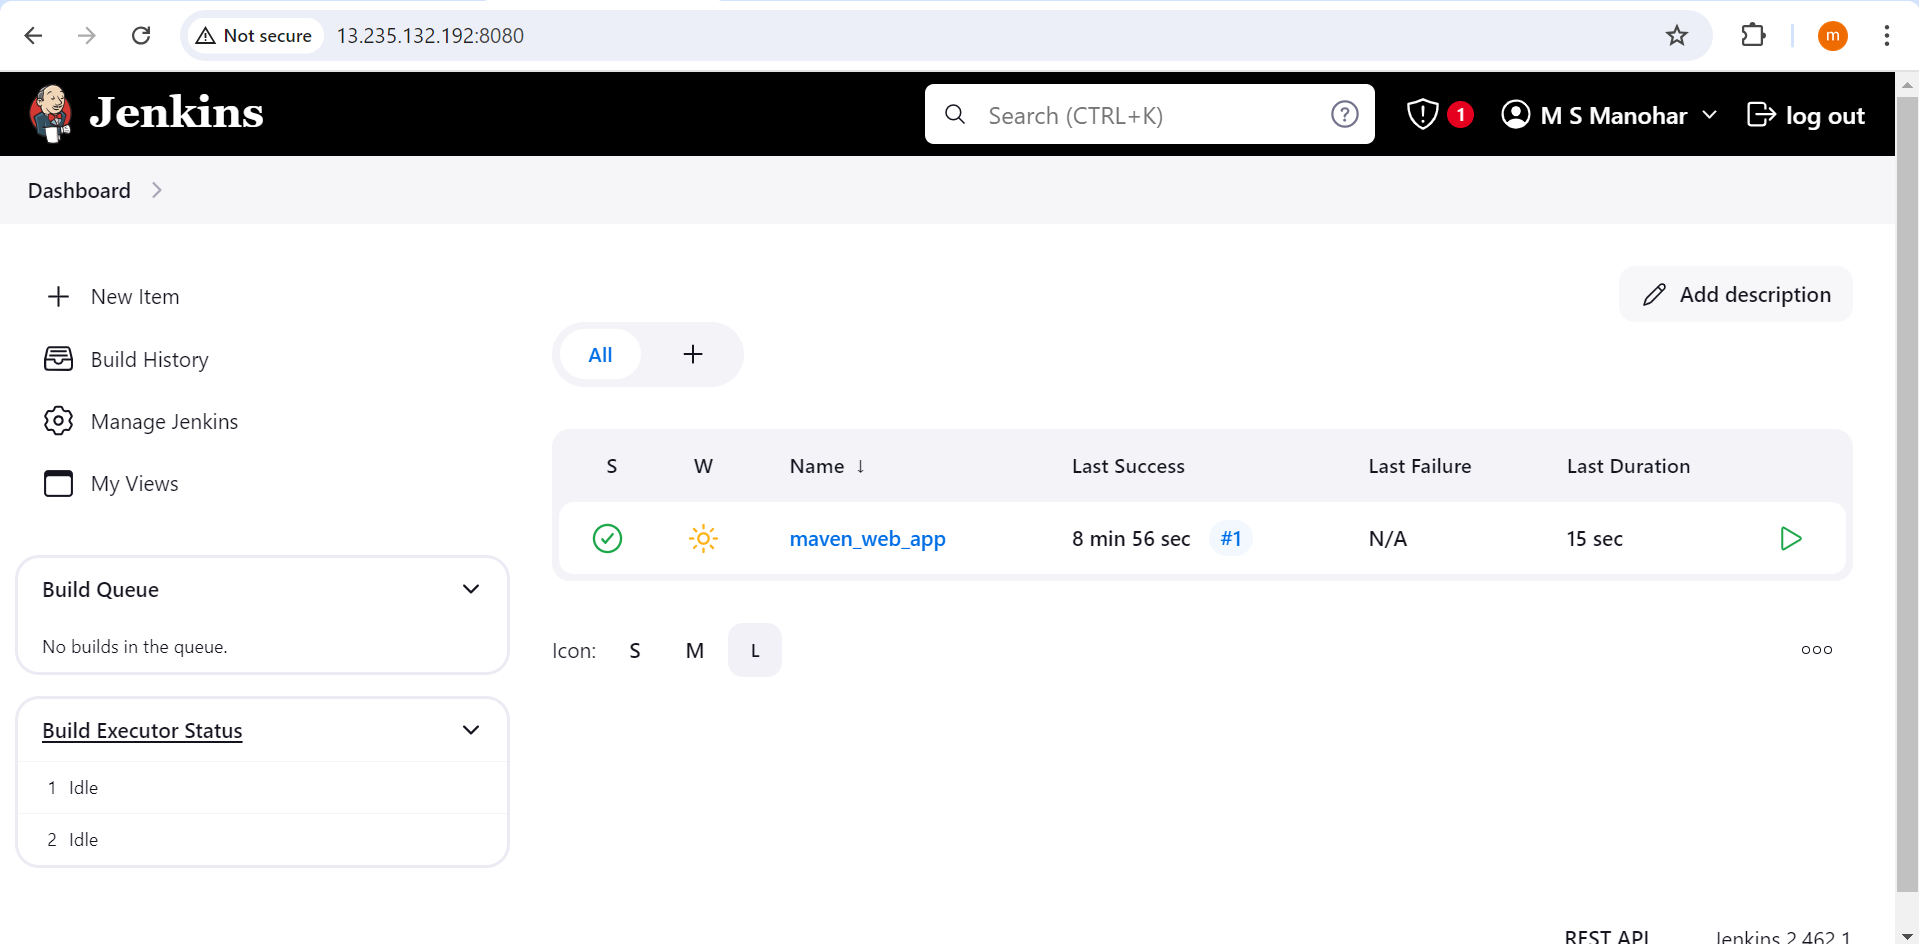 Not secure 13.235.132.192:8080 m
Jenkins Search (CTRL+K) ? 1 M S Manohar log out
Dashboard
New Item
Add description
Build History
All +
Manage Jenkins
My Views
S W Name ↓ Last Success Last Failure Last Duration
maven_web_app 8 min 56 sec #1 N/A 15 sec
Build Queue
No builds in the queue.
Icon: S M L
Build Executor Status
1 Idle
2 Idle
REST API Jenkins 2.462.1